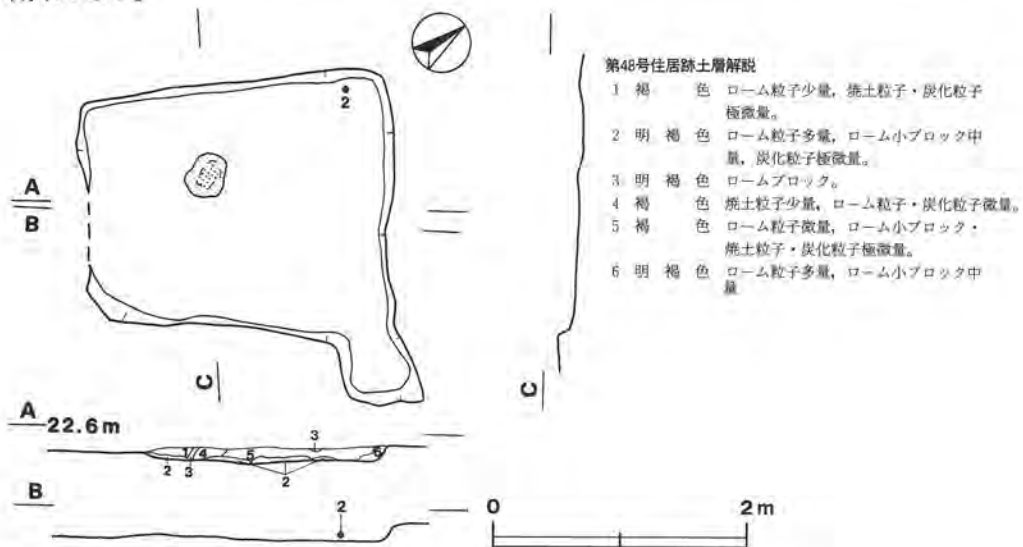 2
A
B
C
C
A 22.6m
1 4 5 3 6
2 3 2
B
2
0 2m
第48号住居跡土層解説
1 褐 色 ローム粒子少量，焼土粒子・炭化粒子
極微量。
2 明 褐 色 ローム粒子多量，ローム小ブロック中
量，炭化粒子極微量。
3 明 褐 色 ロームブロック。
4 褐 色 焼土粒子少量，ローム粒子・炭化粒子微量。
5 褐 色 ローム粒子微量，ローム小ブロック・
焼土粒子・炭化粒子極微量。
6 明 褐 色 ローム粒子多量，ローム小ブロック中
量